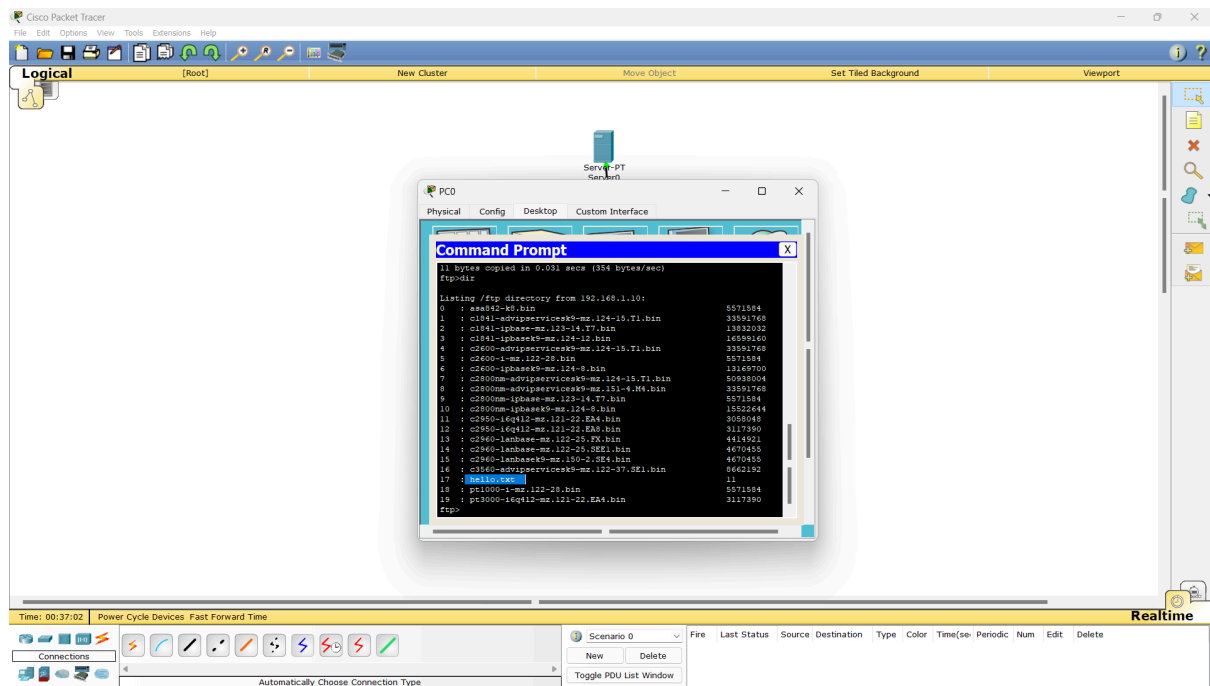 Cisco Packet Tracer
File Edit Options View Tools Extensions Help
Logical [Root] New Cluster Move Object Set Tiled Background Viewport
Server-PT
Server0
PC0
Physical Config Desktop Custom Interface
Command Prompt X
11 bytes copied in 0.031 secs (354 bytes/sec)
ftp>dir
Listing /ftp directory from 192.168.1.10:
0 : asa842-k8.bin 5571584
1 : c1841-advipservicesk9-mz.124-15.T1.bin 33591768
2 : c1841-ipbase-mz.123-14.T7.bin 13832032
3 : c1841-ipbasek9-mz.124-12.bin 16599160
4 : c2600-advipservicesk9-mz.124-15.T1.bin 33591768
5 : c2600-i-mz.122-28.bin 5571584
6 : c2600-ipbasek9-mz.124-8.bin 13169700
7 : c2800nm-advipservicesk9-mz.124-15.T1.bin 50938004
8 : c2800nm-advipservicesk9-mz.151-4.M4.bin 33591768
9 : c2800nm-ipbase-mz.123-14.T7.bin 5571584
10 : c2800nm-ipbasek9-mz.124-8.bin 15522644
11 : c2950-i6q4l2-mz.121-22.EA4.bin 3058048
12 : c2950-i6q4l2-mz.121-22.EA8.bin 3117390
13 : c2960-lanbase-mz.122-25.FX.bin 4414921
14 : c2960-lanbase-mz.122-25.SEE1.bin 4670455
15 : c2960-lanbasek9-mz.150-2.SE4.bin 4670455
16 : c3560-advipservicesk9-mz.122-37.SE1.bin 8662192
17 : hello.txt 11
18 : pt1000-i-mz.122-28.bin 5571584
19 : pt3000-i6q4l2-mz.121-22.EA4.bin 3117390
ftp>
Time: 00:37:02 Power Cycle Devices Fast Forward Time Realtime
Connections
Automatically Choose Connection Type
Scenario 0
New Delete
Toggle PDU List Window
Fire Last Status Source Destination Type Color Time(se Periodic Num Edit Delete